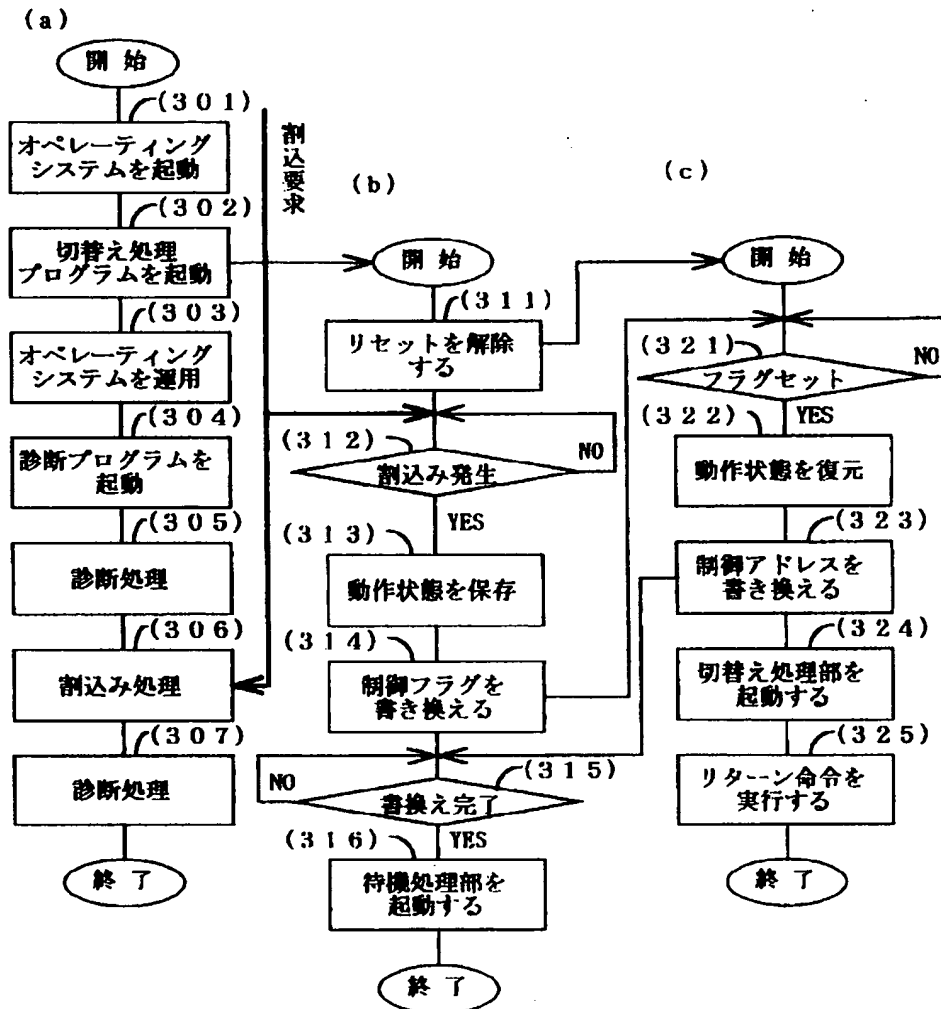 (a)
開始
(301)
オペレーティング
システムを起動
(302)
切替え処理
プログラムを起動
(303)
オペレーティング
システムを運用
(304)
診断プログラムを
起動
(305)
診断処理
(306)
割込み処理
(307)
診断処理
終了
割込要求
(b)
開始
(311)
リセットを解除
する
(312)
割込み発生
NO
YES
(313)
動作状態を保存
(314)
制御フラグを
書き換える
(315)
書換え完了
NO
YES
(316)
待機処理部を
起動する
終了
(c)
開始
(321)
フラグセット
NO
YES
(322)
動作状態を復元
(323)
制御アドレスを
書き換える
(324)
切替え処理部を
起動する
(325)
リターン命令を
実行する
終了